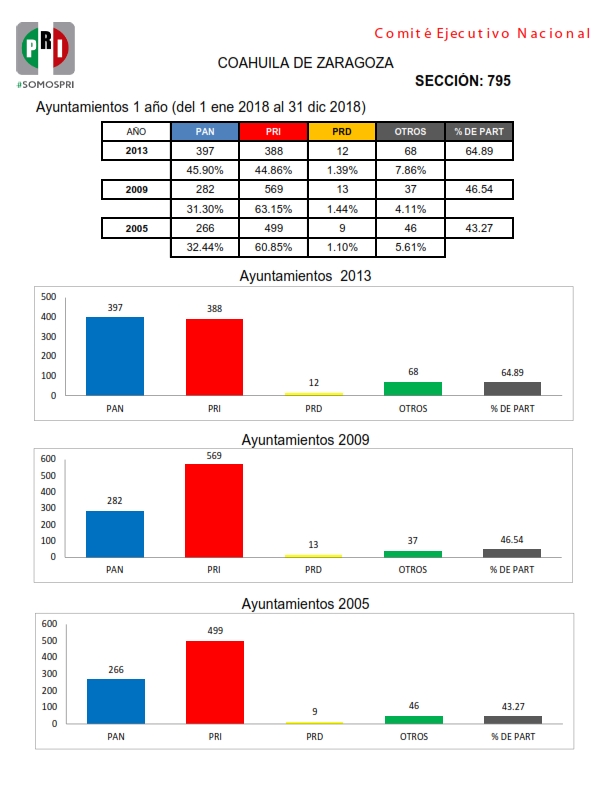 Comité Ejecutivo Nacional
PRI
#SOMOSPRI
COAHUILA DE ZARAGOZA
SECCIÓN: 795
Ayuntamientos 1 año (del 1 ene 2018 al 31 dic 2018)
AÑO PAN PRI PRD OTROS % DE PART
2013 397 388 12 68 64.89
45.90% 44.86% 1.39% 7.86%
2009 282 569 13 37 46.54
31.30% 63.15% 1.44% 4.11%
2005 266 499 9 46 43.27
32.44% 60.85% 1.10% 5.61%
Ayuntamientos 2013
500
400
300
200
100
0
397 388 12 68 64.89
PAN PRI PRD OTROS % DE PART
Ayuntamientos 2009
600
500
400
300
200
100
0
282 569 13 37 46.54
PAN PRI PRD OTROS % DE PART
Ayuntamientos 2005
600
500
400
300
200
100
0
266 499 9 46 43.27
PAN PRI PRD OTROS % DE PART